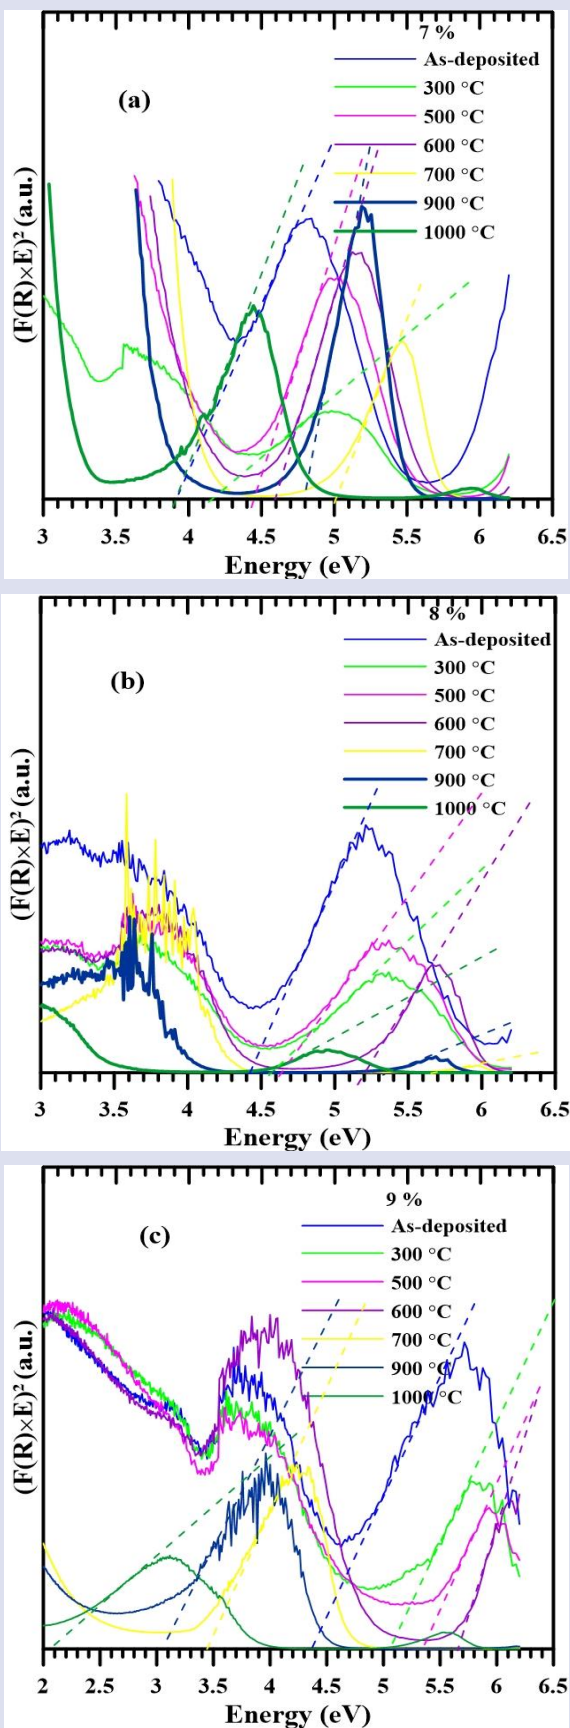 7 %
As-deposited
300 °C
500 °C
600 °C
700 °C
900 °C
1000 °C
(a)
(F(R)×E)² (a.u.)
3 3.5 4 4.5 5 5.5 6 6.5
Energy (eV)
8 %
As-deposited
300 °C
500 °C
600 °C
700 °C
900 °C
1000 °C
(b)
(F(R)×E)² (a.u.)
3 3.5 4 4.5 5 5.5 6 6.5
Energy (eV)
9 %
As-deposited
300 °C
500 °C
600 °C
700 °C
900 °C
1000 °C
(c)
(F(R)×E)² (a.u.)
2 2.5 3 3.5 4 4.5 5 5.5 6 6.5
Energy (eV)